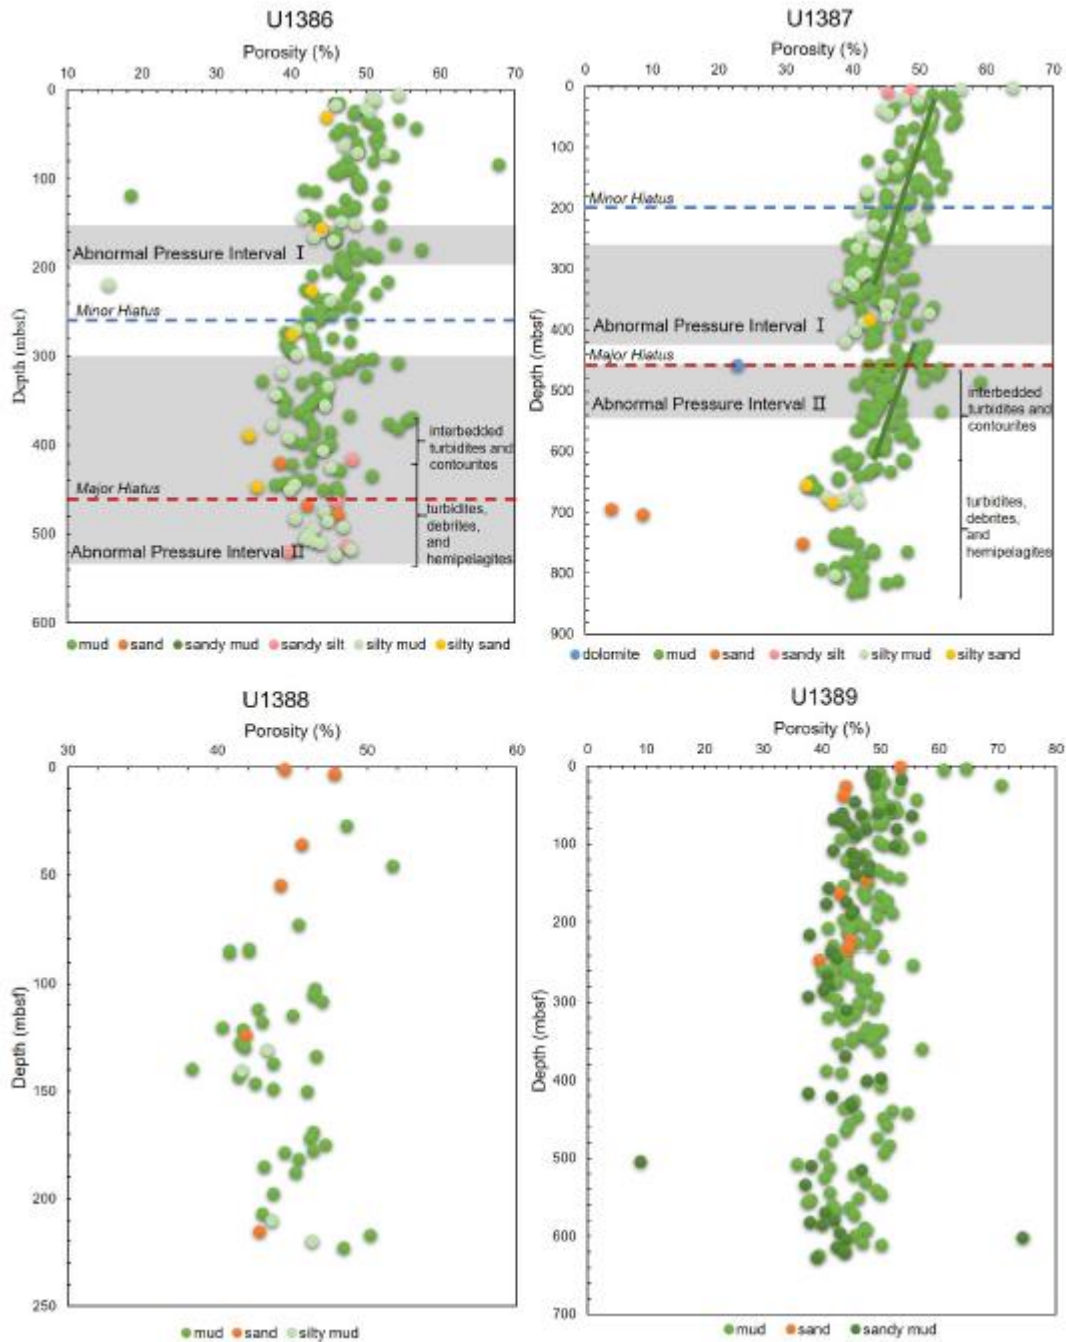 U1386
Porosity (%)
10 20 30 40 50 60 70
0
100
200
300
400
500
600
Depth (mbsf)
Abnormal Pressure Interval I
Minor Hiatus
interbedded
turbidites and
contourites
Major Hiatus
turbidites,
debrites,
and
hemipelagites
Abnormal Pressure Interval II
mud sand sandy mud sandy silt silty mud silty sand
U1387
Porosity (%)
0 10 20 30 40 50 60 70
0
100
200
300
400
500
600
700
800
900
Depth (mbsf)
Minor Hiatus
Abnormal Pressure Interval I
Major Hiatus
Abnormal Pressure Interval II
interbedded
turbidites and
contourites
turbidites,
debrites,
and
hemipelagites
dolomite mud sand sandy silt silty mud silty sand
U1388
Porosity (%)
30 40 50 60
0
50
100
150
200
250
Depth (mbsf)
mud sand silty mud
U1389
Porosity (%)
0 10 20 30 40 50 60 70 80
0
100
200
300
400
500
600
700
Depth (mbsf)
mud sand sandy mud